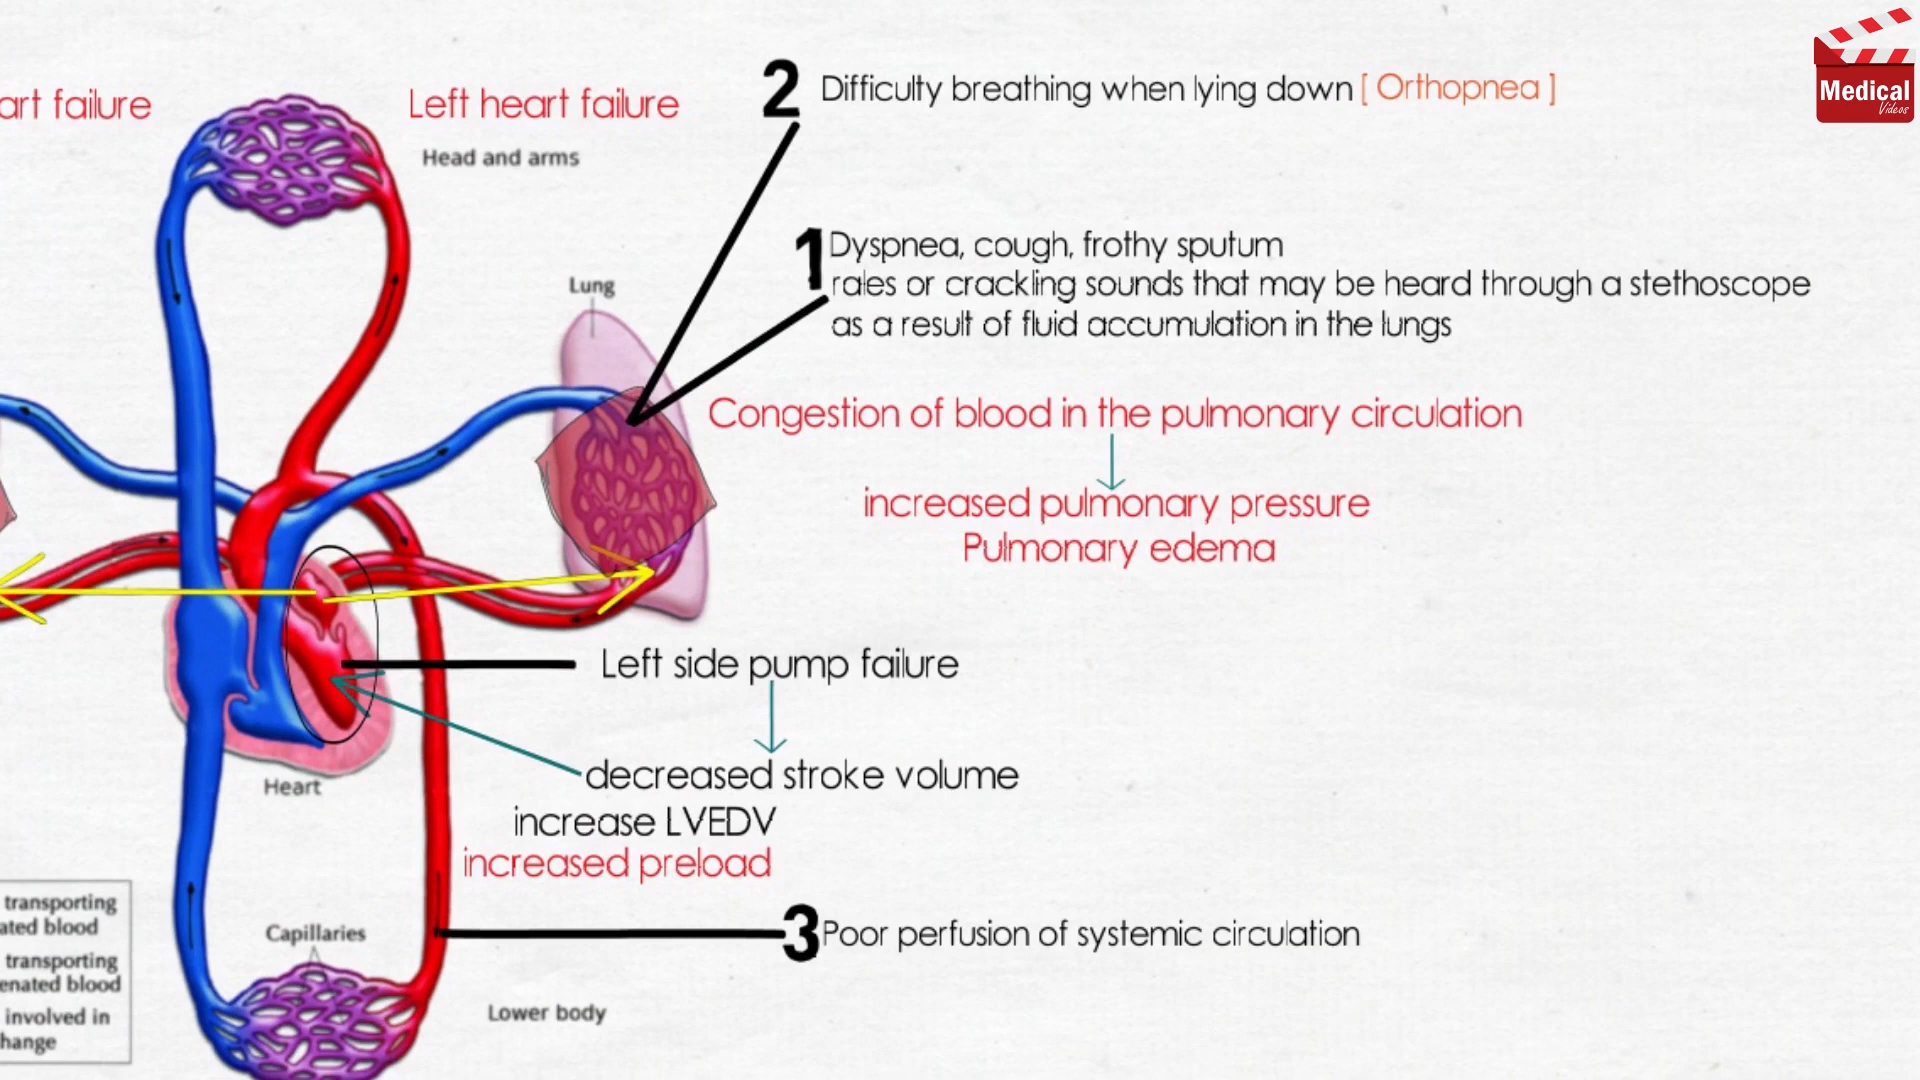 art failure
Left heart failure
Head and arms
2 Difficulty breathing when lying down [ Orthopnea ]
Medical
Videos
1 Dyspnea, cough, frothy sputum
rales or crackling sounds that may be heard through a stethoscope
as a result of fluid accumulation in the lungs
Lung
Congestion of blood in the pulmonary circulation
increased pulmonary pressure
Pulmonary edema
Left side pump failure
decreased stroke volume
increase LVEDV
increased preload
Heart
3 Poor perfusion of systemic circulation
Capillaries
Lower body
transporting
ated blood
transporting
enated blood
involved in
hange